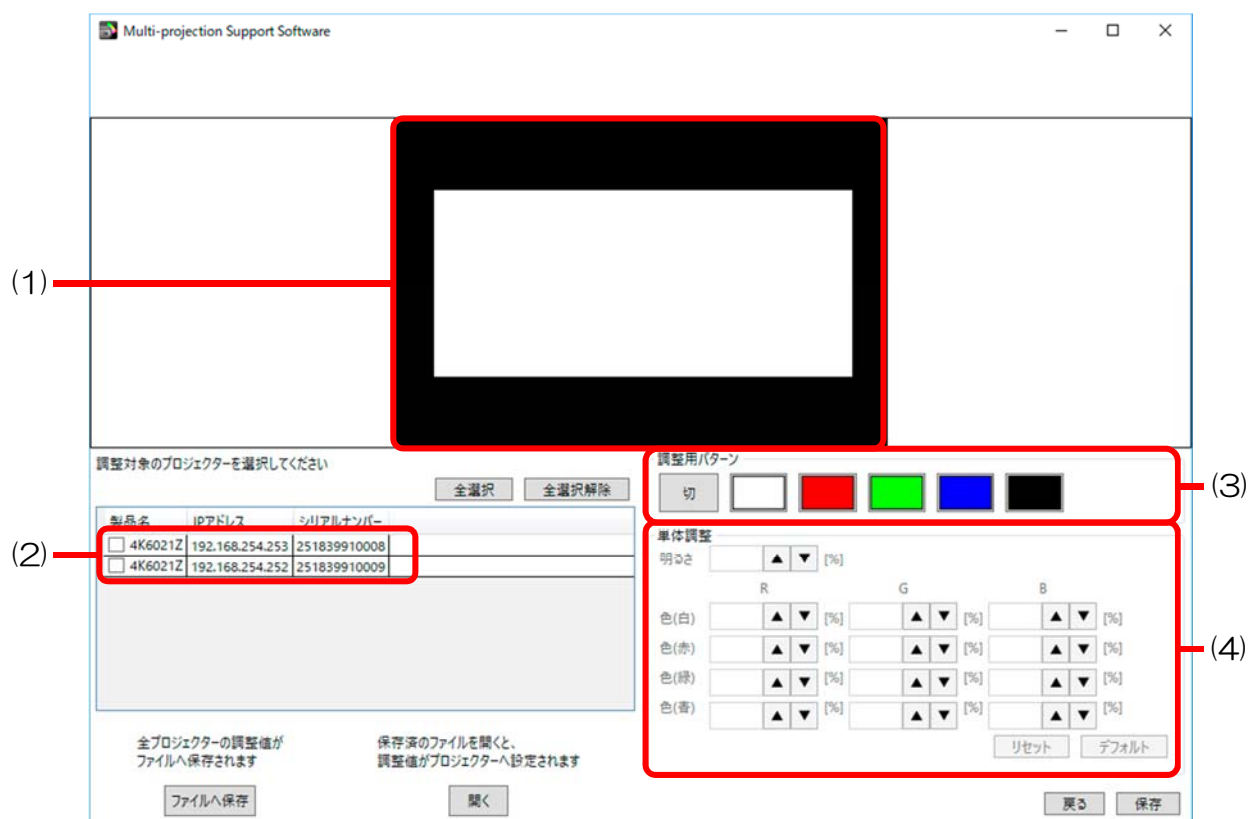 Multi-projection Support Software
(1)
調整対象のプロジェクターを選択してください
全選択 全選択解除
製品名 IPアドレス シリアルナンバー
(2)
4K6021Z 192.168.254.253 251839910008
4K6021Z 192.168.254.252 251839910009
全プロジェクターの調整値が
ファイルへ保存されます
ファイルへ保存
保存済のファイルを開くと、
調整値がプロジェクターへ設定されます
開く
調整用パターン
切
(3)
単体調整
明るさ [%]
R G B
色(白) [%] [%] [%]
色(赤) [%] [%] [%]
(4)
色(緑) [%] [%] [%]
色(青) [%] [%] [%]
リセット デフォルト
戻る 保存